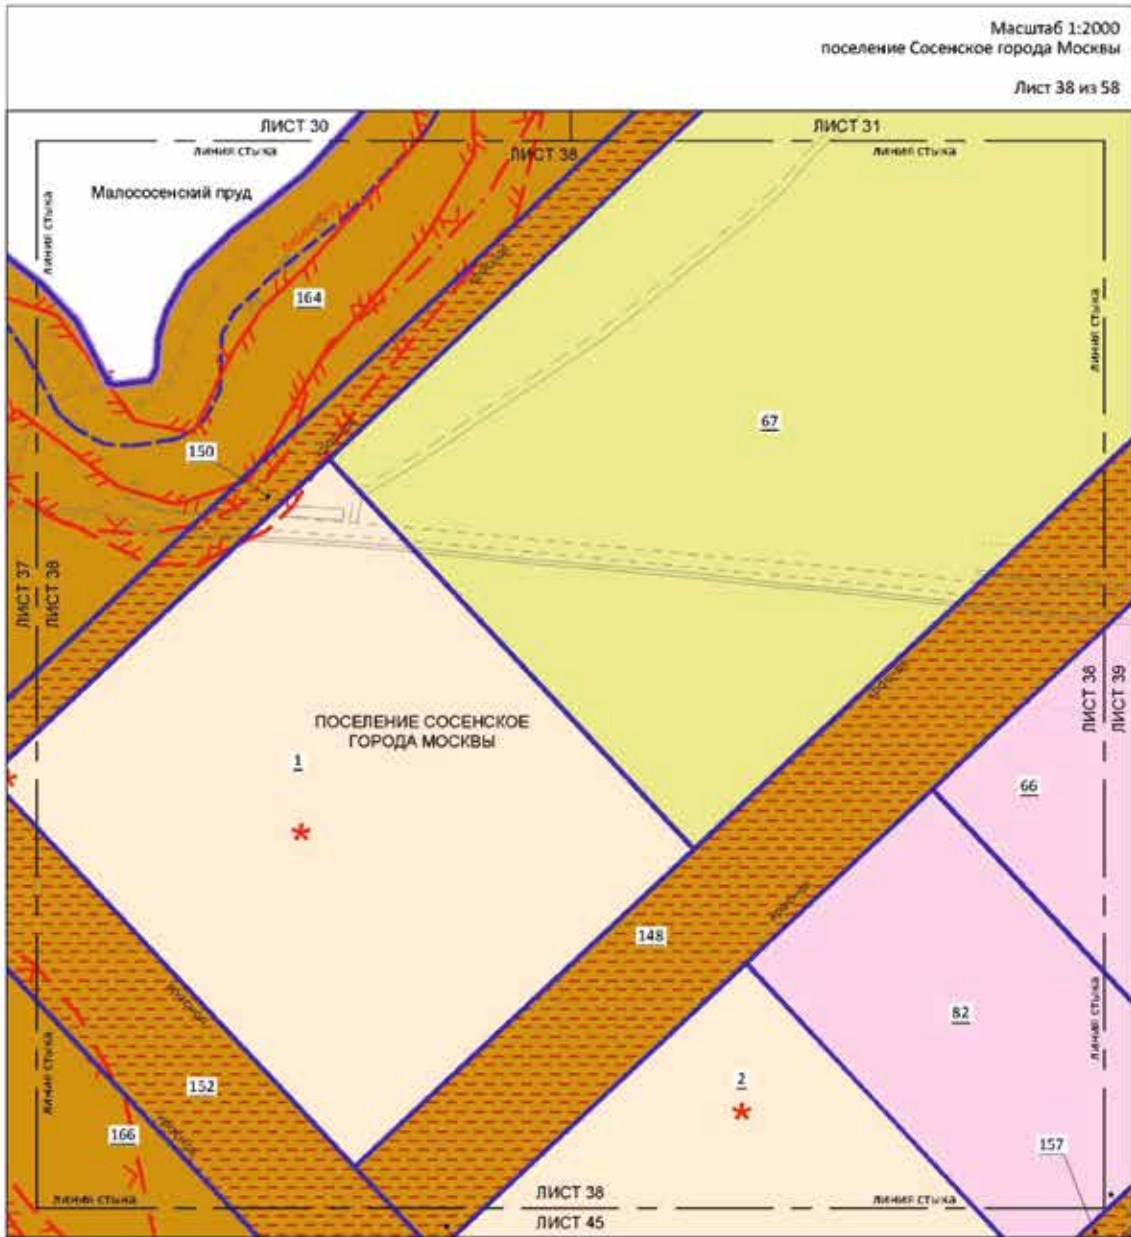 Масштаб 1:2000
поселение Сосенское города Москвы
Лист 38 из 58
ЛИСТ 30
ЛИСТ 31
линия стыка
ЛИСТ 38
линия стыка
Малососенский пруд
линия стыка
линия стыка
164
67
150
ЛИСТ 37
ЛИСТ 38
ПОСЕЛЕНИЕ СОСЕНСКОЕ
ГОРОДА МОСКВЫ
1
*
ЛИСТ 38
ЛИСТ 39
66
148
82
152
2
*
линия стыка
линия стыка
166
157
линия стыка
ЛИСТ 38
линия стыка
ЛИСТ 45